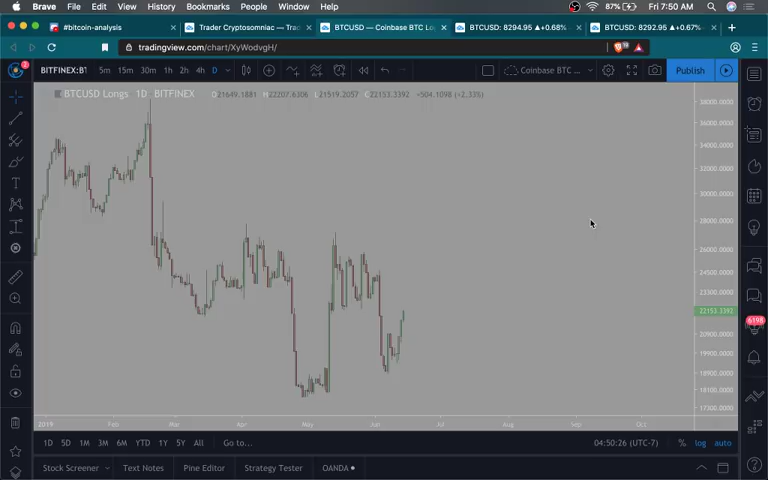 Brave File Edit View History Bookmarks People Window Help 87% Fri 7:50 AM
#bitcoin-analysis Trader Cryptosomniac — Tra BTCUSD — Coinbase BTC Lo BTCUSD: 8294.95 ▲+0.68% BTCUSD: 8292.95 ▲+0.67%
tradingview.com/chart/XyWodvgH/
BITFINEX:BT 5m 15m 30m 1h 2h 4h D Coinbase BTC ... Publish
BTCUSD Longs 1D BITFINEX O21649.1881 H22207.6306 L21519.2057 C22153.3392 +504.1098 (+2.33%)
38000.0000
36000.0000
34000.0000
32000.0000
30000.0000
28000.0000
26000.0000
24500.0000
23300.0000
22153.3392
20900.0000
19900.0000
18900.0000
18100.0000
17300.0000
6198
2019 Feb Mar Apr May Jun Jul Aug Sep Oct
1D 5D 1M 3M 6M YTD 1Y 5Y All Go to... 04:50:26 (UTC-7) % log auto
Stock Screener Text Notes Pine Editor Strategy Tester OANDA